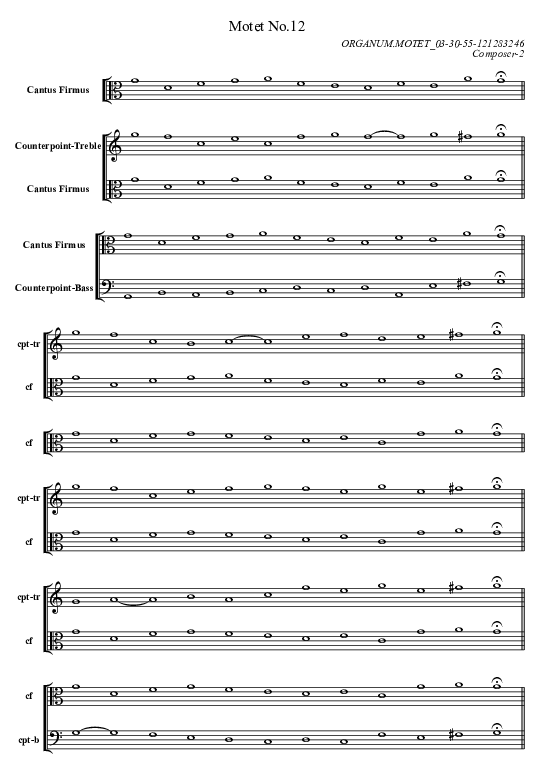 Motet No.12
ORGANUM.MOTET_03-30-55-121283246
Composer-2
Cantus Firmus
Counterpoint-Treble
Cantus Firmus
Cantus Firmus
Counterpoint-Bass
cpt-tr
cf
cf
cpt-tr
cf
cpt-tr
cf
cf
cpt-b